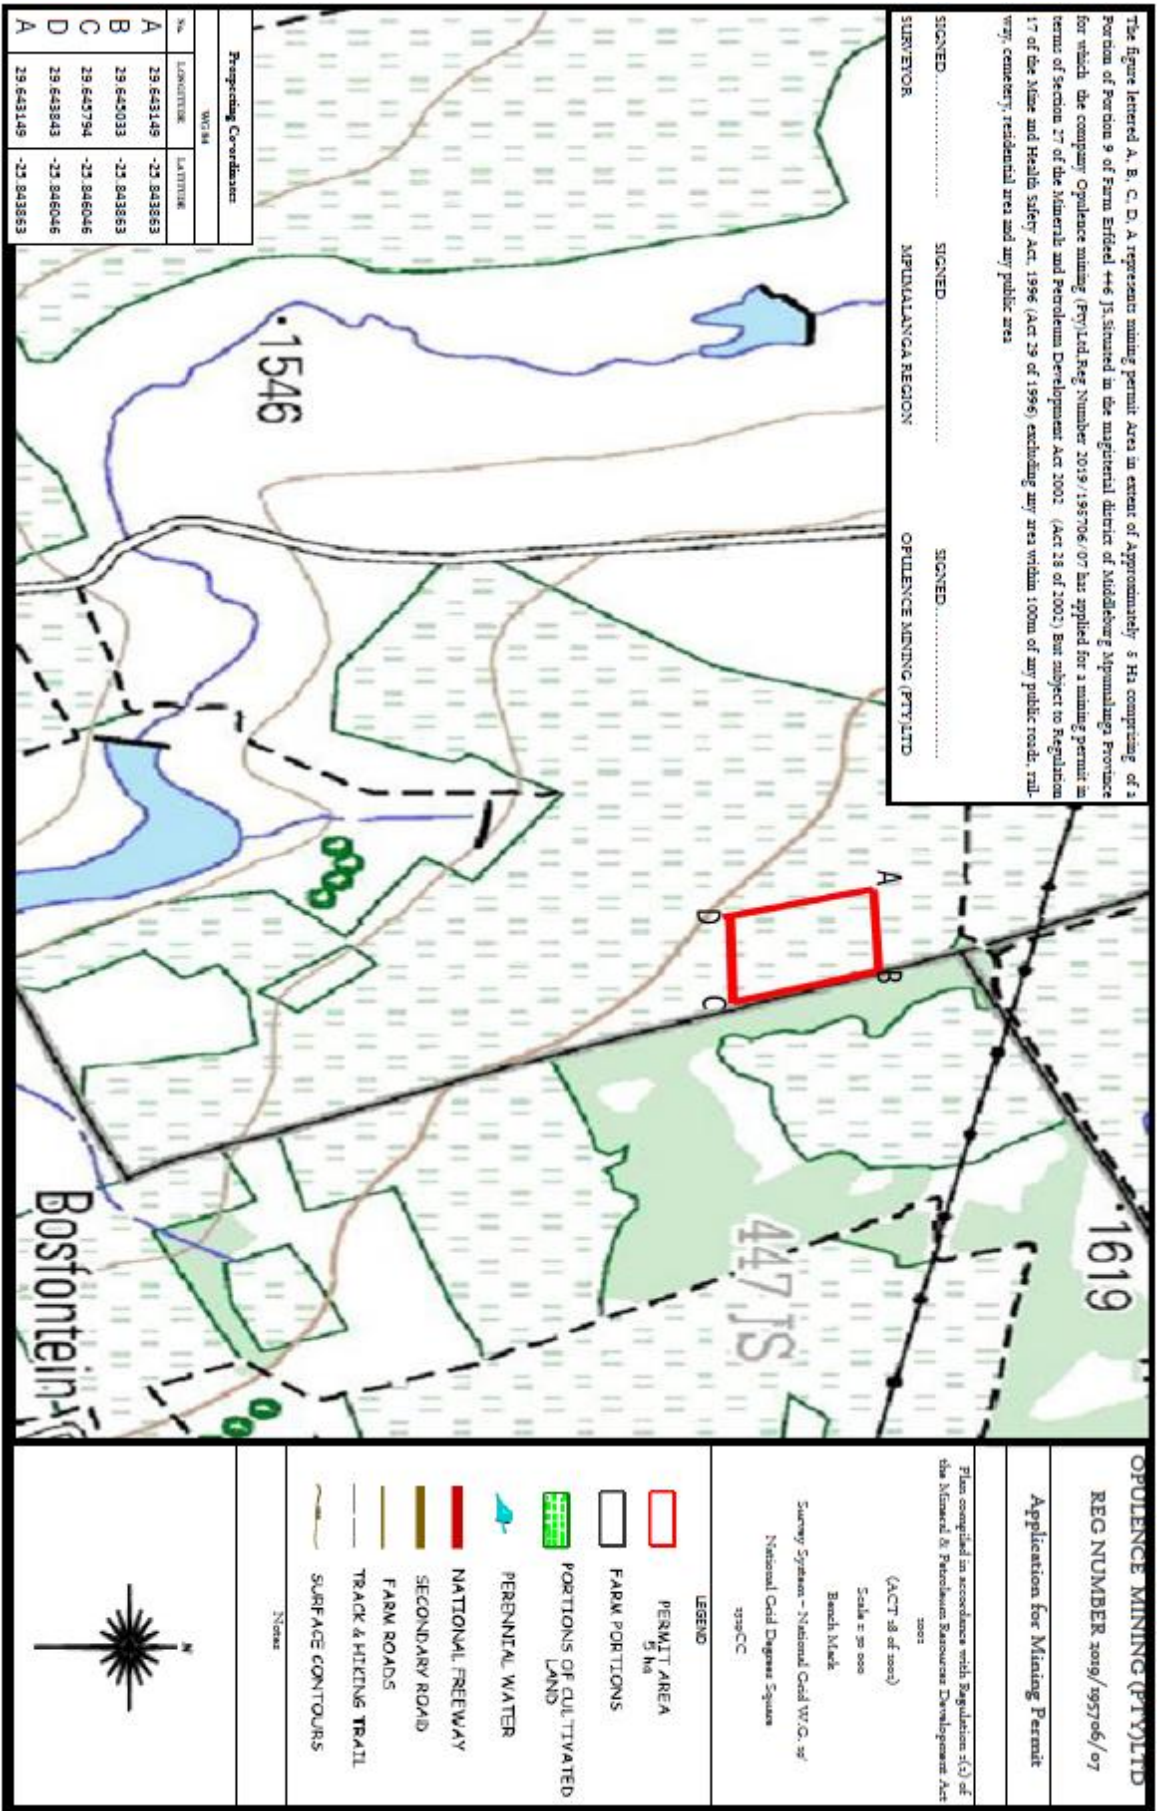 The figure lettered A, B, C, D, A represents mining permit Area in extent of Approximately 5 Ha comprising of a
Portion of Portion 9 of Farm Erfdeel 446 JS, Situated in the magisterial district of Middleburg Mpumalanga Province
for which the company Opulence mining (Pty)Ltd,Reg Number 2019/195706/07 has applied for a mining permit in
terms of Section 27 of the Minerals and Petroleum Development Act 2002 (Act 28 of 2002) But subject to Regulation
17 of the Mine and Health Safety Act, 1996 (Act 29 of 1996) excluding any area within 100m of any public roads, rail-
way, cemetery, residential area and any public area
SIGNED.................. SIGNED.................... SIGNED..............................
SURVEYOR MPUMALANGA REGION OPULENCE MINING (PTY)LTD
1619
A
B
D
C
447 JS
1546
Bosfontein
Prospecting Co-ordinates
WGS84
No. LONGITUDE LATITUDE
A 29.643149 -25.843863
B 29.645033 -25.843863
C 29.645794 -25.846046
D 29.643843 -25.846046
A 29.643149 -25.843863
OPULENCE MINING (PTY)LTD
REG NUMBER 2019/195706/07
Application for Mining Permit
Plan compiled in accordance with Regulation 2(2) of
the Mineral & Petroleum Resources Development Act
2002
(ACT 28 of 2002)
Scale 1: 30 000
Bench Mark
Survey System - National Grid W.G. 29'
National Grid Degrees Square
2529CC
LEGEND
PERMIT AREA
5 ha
FARM PORTIONS
PORTIONS OF CULTIVATED
LAND
PERENNIAL WATER
NATIONAL FREEWAY
SECONDARY ROAD
FARM ROADS
TRACK & HIKING TRAIL
SURFACE CONTOURS
Notes
N